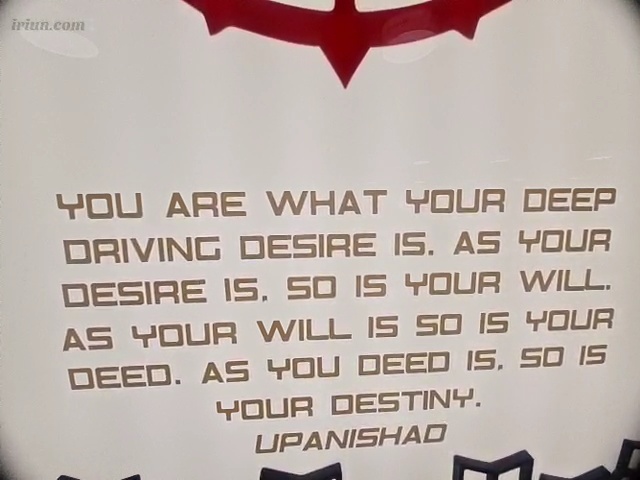 iriun.com
YOU ARE WHAT YOUR DEEP
DRIVING DESIRE IS. AS YOUR
DESIRE IS, SO IS YOUR WILL.
AS YOUR WILL IS SO IS YOUR
DEED. AS YOU DEED IS, SO IS
YOUR DESTINY.
UPANISHAD